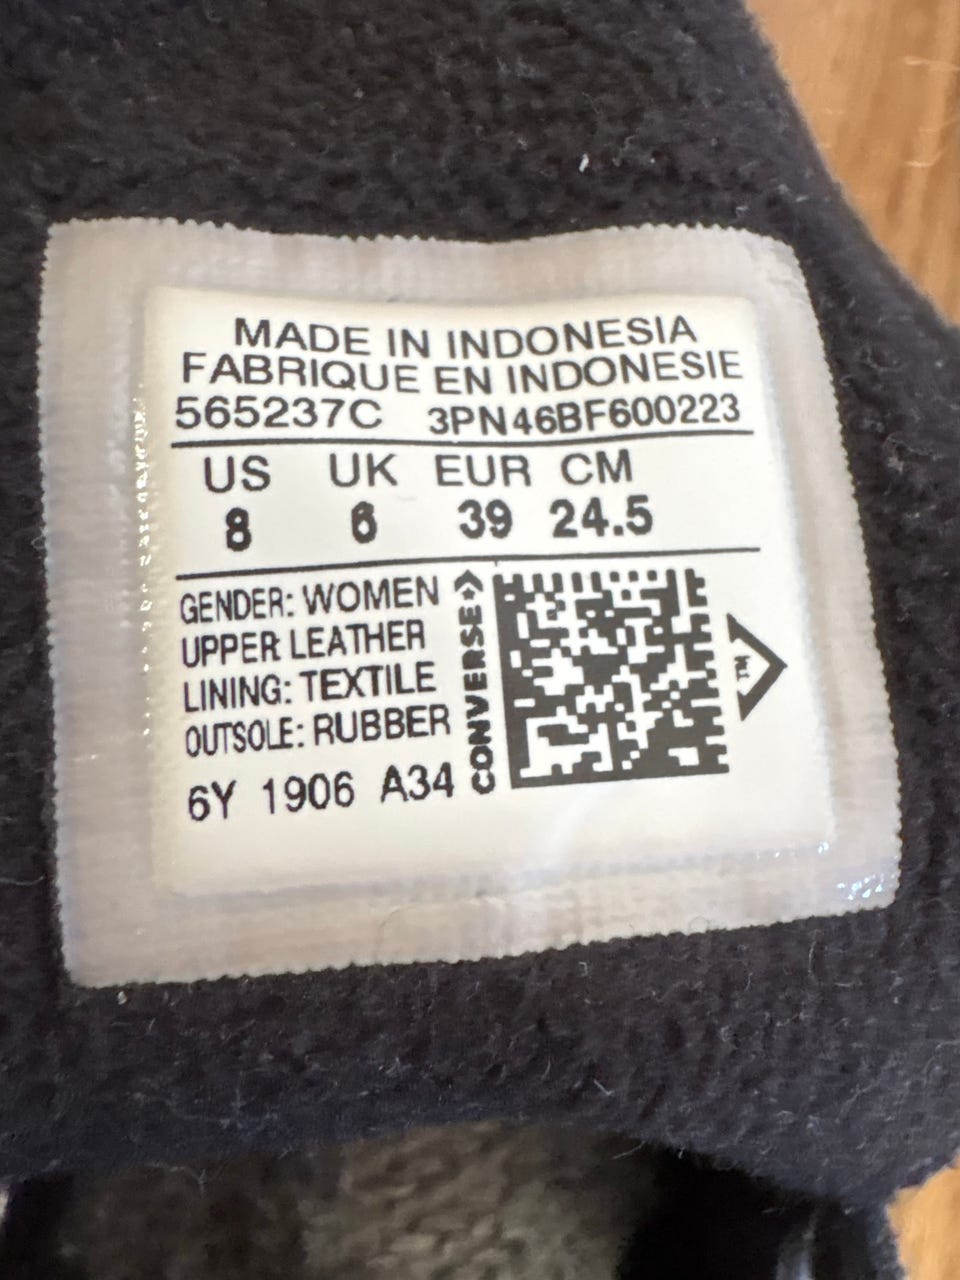 MADE IN INDONESIA
FABRIQUE EN INDONESIE
565237C 3PN46BF600223
US UK EUR CM
8 6 39 24.5
GENDER: WOMEN
UPPER: LEATHER
LINING: TEXTILE
OUTSOLE: RUBBER
6Y 1906 A34
CONVERSE
TM